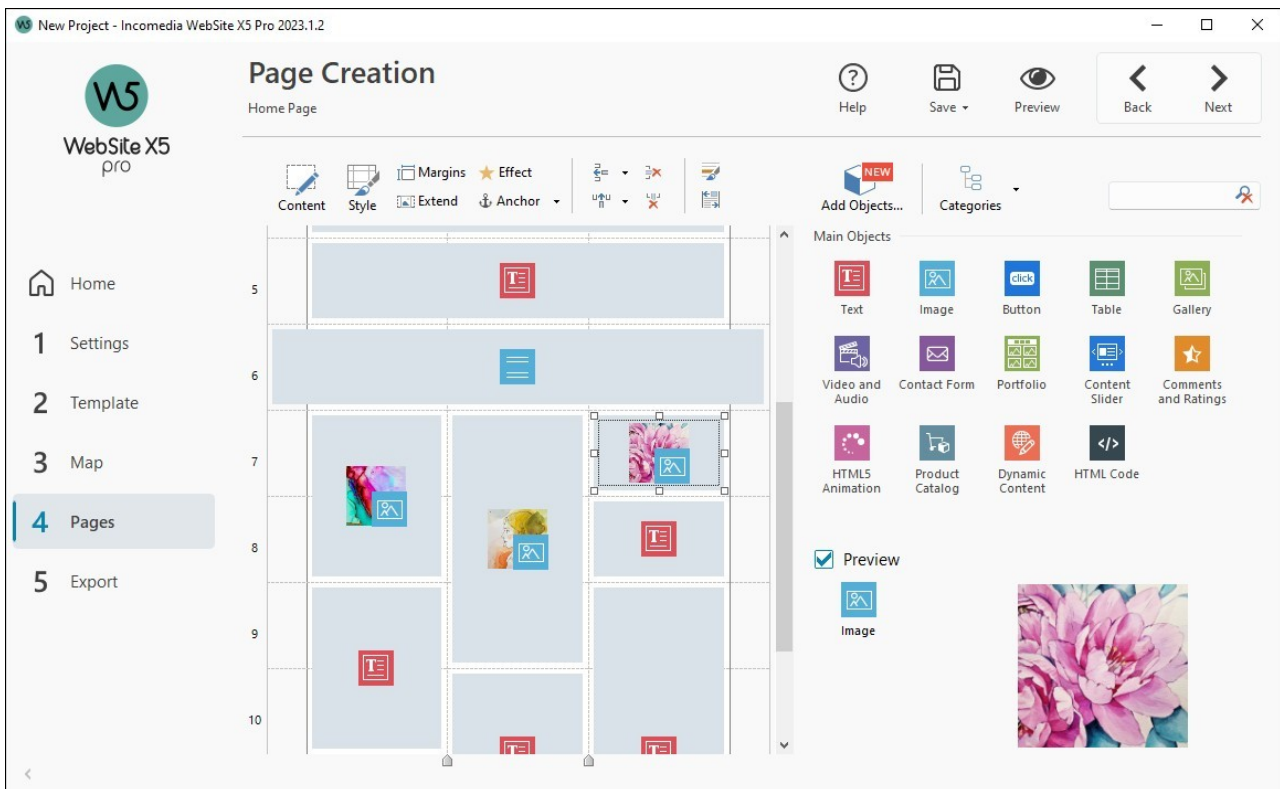 New Project - Incomedia WebSite X5 Pro 2023.1.2
W5
WebSite X5
pro
Page Creation
Home Page
Help
Save
Preview
Back
Next
Content
Style
Margins
Extend
Effect
Anchor
NEW
Add Objects...
Categories
Home
1 Settings
2 Template
3 Map
4 Pages
5 Export
5
6
7
8
9
10
Main Objects
click
Text
Image
Button
Table
Gallery
Video and
Audio
Contact Form
Portfolio
Content
Slider
Comments
and Ratings
</>
HTML5
Animation
Product
Catalog
Dynamic
Content
HTML Code
Preview
Image